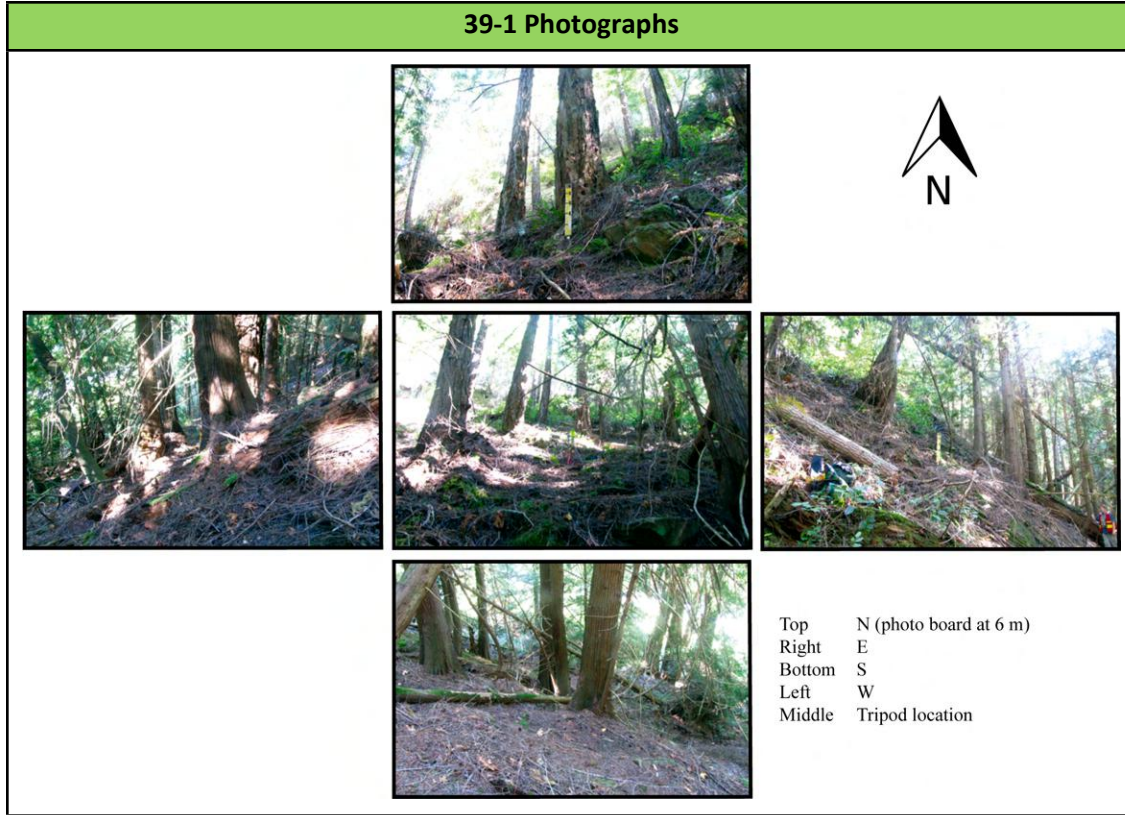 39-1 Photographs
N
Top N (photo board at 6 m)
Right E
Bottom S
Left W
Middle Tripod location